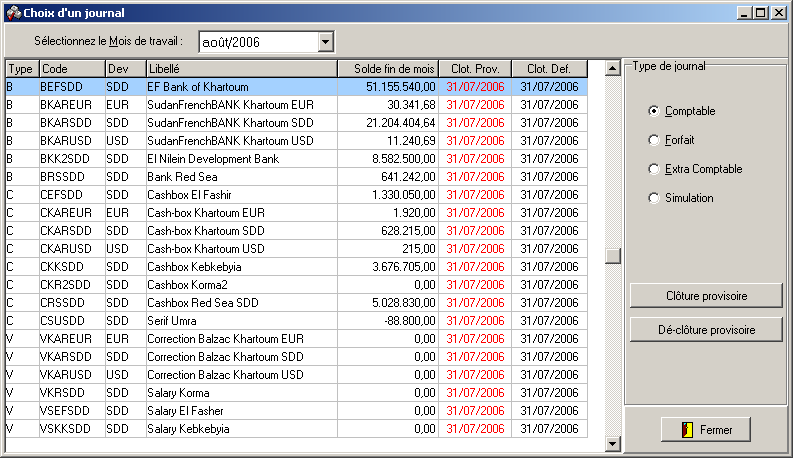 Choix d'un journal
Sélectionnez le Mois de travail : août/2006
Type Code Dev Libellé Solde fin de mois Clot. Prov. Clot. Def.
B BEFSDD SDD EF Bank of Khartoum 51.155.540,00 31/07/2006 31/07/2006
B BKAREUR EUR SudanFrenchBANK Khartoum EUR 30.341,68 31/07/2006 31/07/2006
B BKARSDD SDD SudanFrenchBANK Khartoum SDD 21.204.404,64 31/07/2006 31/07/2006
B BKARUSD USD SudanFrenchBANK Khartoum USD 11.240,69 31/07/2006 31/07/2006
B BKK2SDD SDD El Nilein Development Bank 8.582.500,00 31/07/2006 31/07/2006
B BRSSDD SDD Bank Red Sea 641.242,00 31/07/2006 31/07/2006
C CEFSDD SDD Cashbox El Fashir 1.330.050,00 31/07/2006 31/07/2006
C CKAREUR EUR Cash-box Khartoum EUR 1.920,00 31/07/2006 31/07/2006
C CKARSDD SDD Cash-box Khartoum SDD 628.215,00 31/07/2006 31/07/2006
C CKARUSD USD Cash-box Khartoum USD 215,00 31/07/2006 31/07/2006
C CKKSDD SDD Cashbox Kebkebyia 3.676.705,00 31/07/2006 31/07/2006
C CKR2SDD SDD Cashbox Korma2 0,00 31/07/2006 31/07/2006
C CRSSDD SDD Cashbox Red Sea SDD 5.028.830,00 31/07/2006 31/07/2006
C CSUSDD SDD Serif Umra -88.800,00 31/07/2006 31/07/2006
V VKAREUR EUR Correction Balzac Khartoum EUR 0,00 31/07/2006 31/07/2006
V VKARSDD SDD Correction Balzac Khartoum SDD 0,00 31/07/2006 31/07/2006
V VKARUSD USD Correction Balzac Khartoum USD 0,00 31/07/2006 31/07/2006
V VKRSDD SDD Salary Korma 0,00 31/07/2006 31/07/2006
V VSEFSDD SDD Salary El Fasher 0,00 31/07/2006 31/07/2006
V VSKKSDD SDD Salary Kebkebyia 0,00 31/07/2006 31/07/2006
Type de journal
Comptable
Forfait
Extra Comptable
Simulation
Clôture provisoire
Dé-clôture provisoire
Fermer